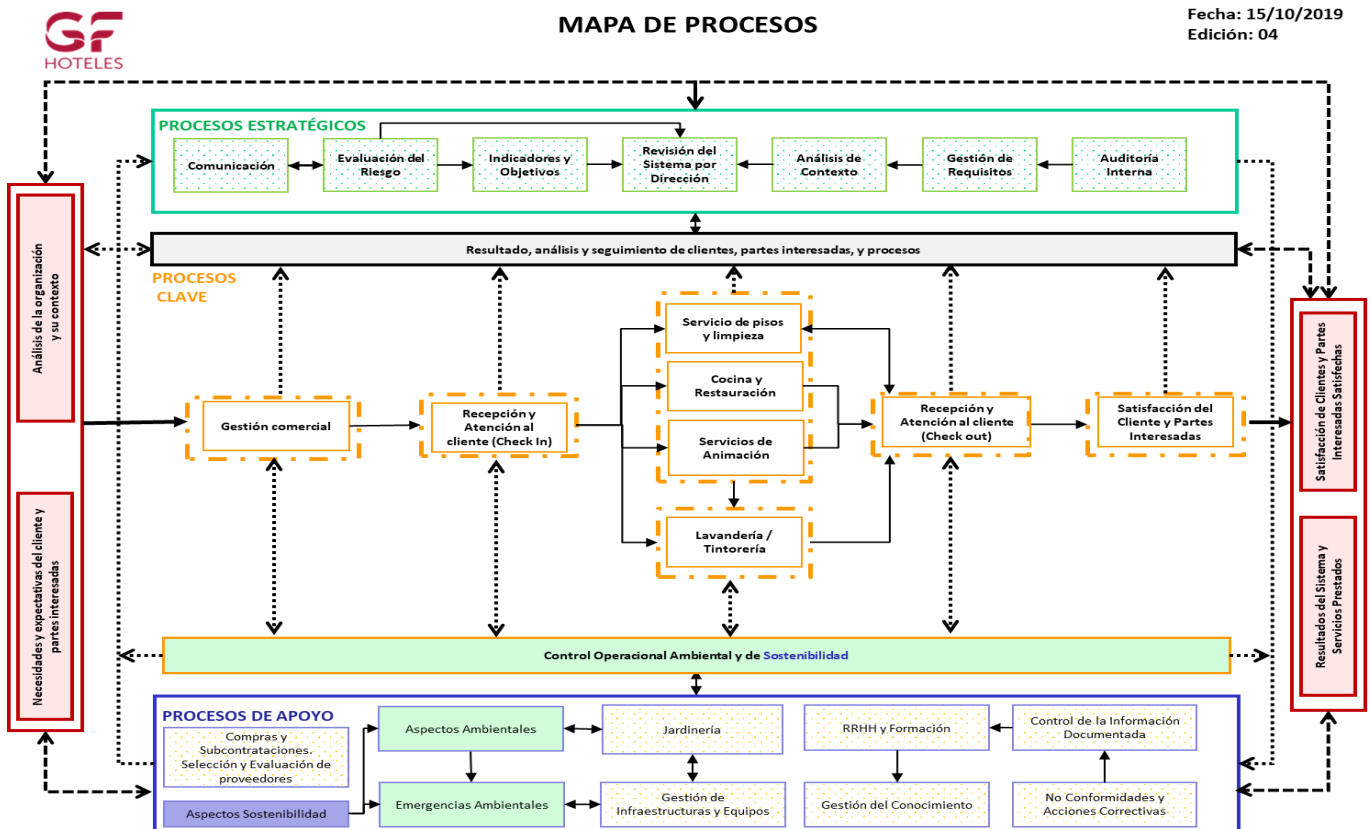 GF
HOTELES
MAPA DE PROCESOS
Fecha: 15/10/2019
Edición: 04
PROCESOS ESTRATÉGICOS
Comunicación
Evaluación del
Riesgo
Indicadores y
Objetivos
Revisión del
Sistema por
Dirección
Análisis de
Contexto
Gestión de
Requisitos
Auditoría
Interna
Resultado, análisis y seguimiento de clientes, partes interesadas, y procesos
Análisis de la organización
y su contexto
Necesidades y expectativas del cliente y
partes interesadas
PROCESOS
CLAVE
Gestión comercial
Recepción y
Atención al
cliente (Check In)
Servicio de pisos
y limpieza
Cocina y
Restauración
Servicios de
Animación
Lavandería /
Tintorería
Recepción y
Atención al cliente
(Check out)
Satisfacción del
Cliente y Partes
Interesadas
Satisfacción de Clientes y Partes
Interesadas Satisfechas
Resultados del Sistema y
Servicios Prestados
Control Operacional Ambiental y de Sostenibilidad
PROCESOS DE APOYO
Compras y
Subcontrataciones.
Selección y Evaluación de
proveedores
Aspectos Sostenibilidad
Aspectos Ambientales
Emergencias Ambientales
Jardinería
Gestión de
Infraestructuras y Equipos
RRHH y Formación
Gestión del Conocimiento
Control de la Información
Documentada
No Conformidades y
Acciones Correctivas